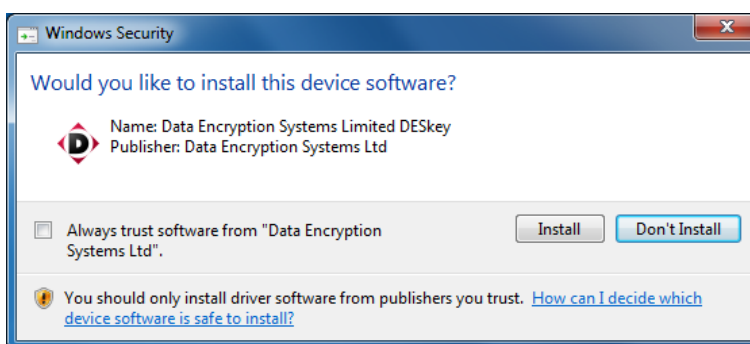 Windows Security
Would you like to install this device software?
D
Name: Data Encryption Systems Limited DESkey
Publisher: Data Encryption Systems Ltd
Always trust software from "Data Encryption
Systems Ltd".
Install
Don't Install
You should only install driver software from publishers you trust. How can I decide which
device software is safe to install?